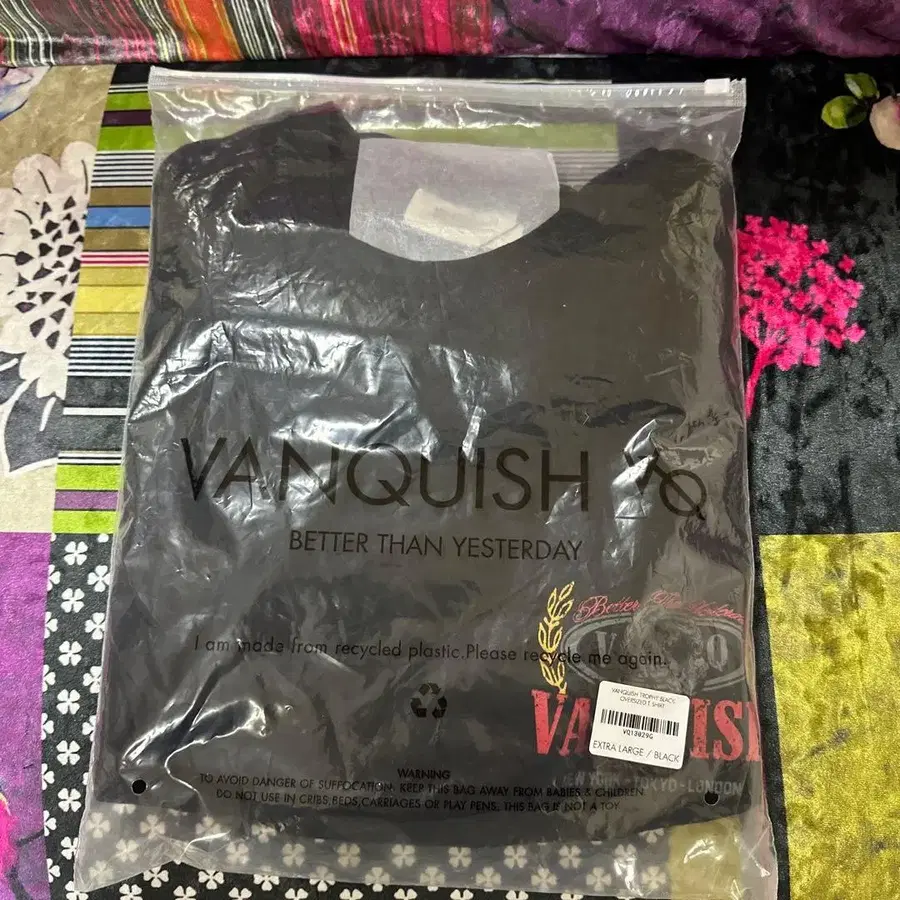 VANQUISH VQ
BETTER THAN YESTERDAY
I am made from recycled plastic.Please recycle me again.
Better Than
VANQUISH TROPHY BLACK
OVERSIZED T SHIRT
VQ13029G
EXTRA LARGE / BLACK
NEW YORK - TOKYO - LONDON
WARNING
TO AVOID DANGER OF SUFFOCATION. KEEP THIS BAG AWAY FROM BABIES & CHILDREN
DO NOT USE IN CRIBS,BEDS,CARRIAGES OR PLAY PENS, THIS BAG IS NOT A TOY